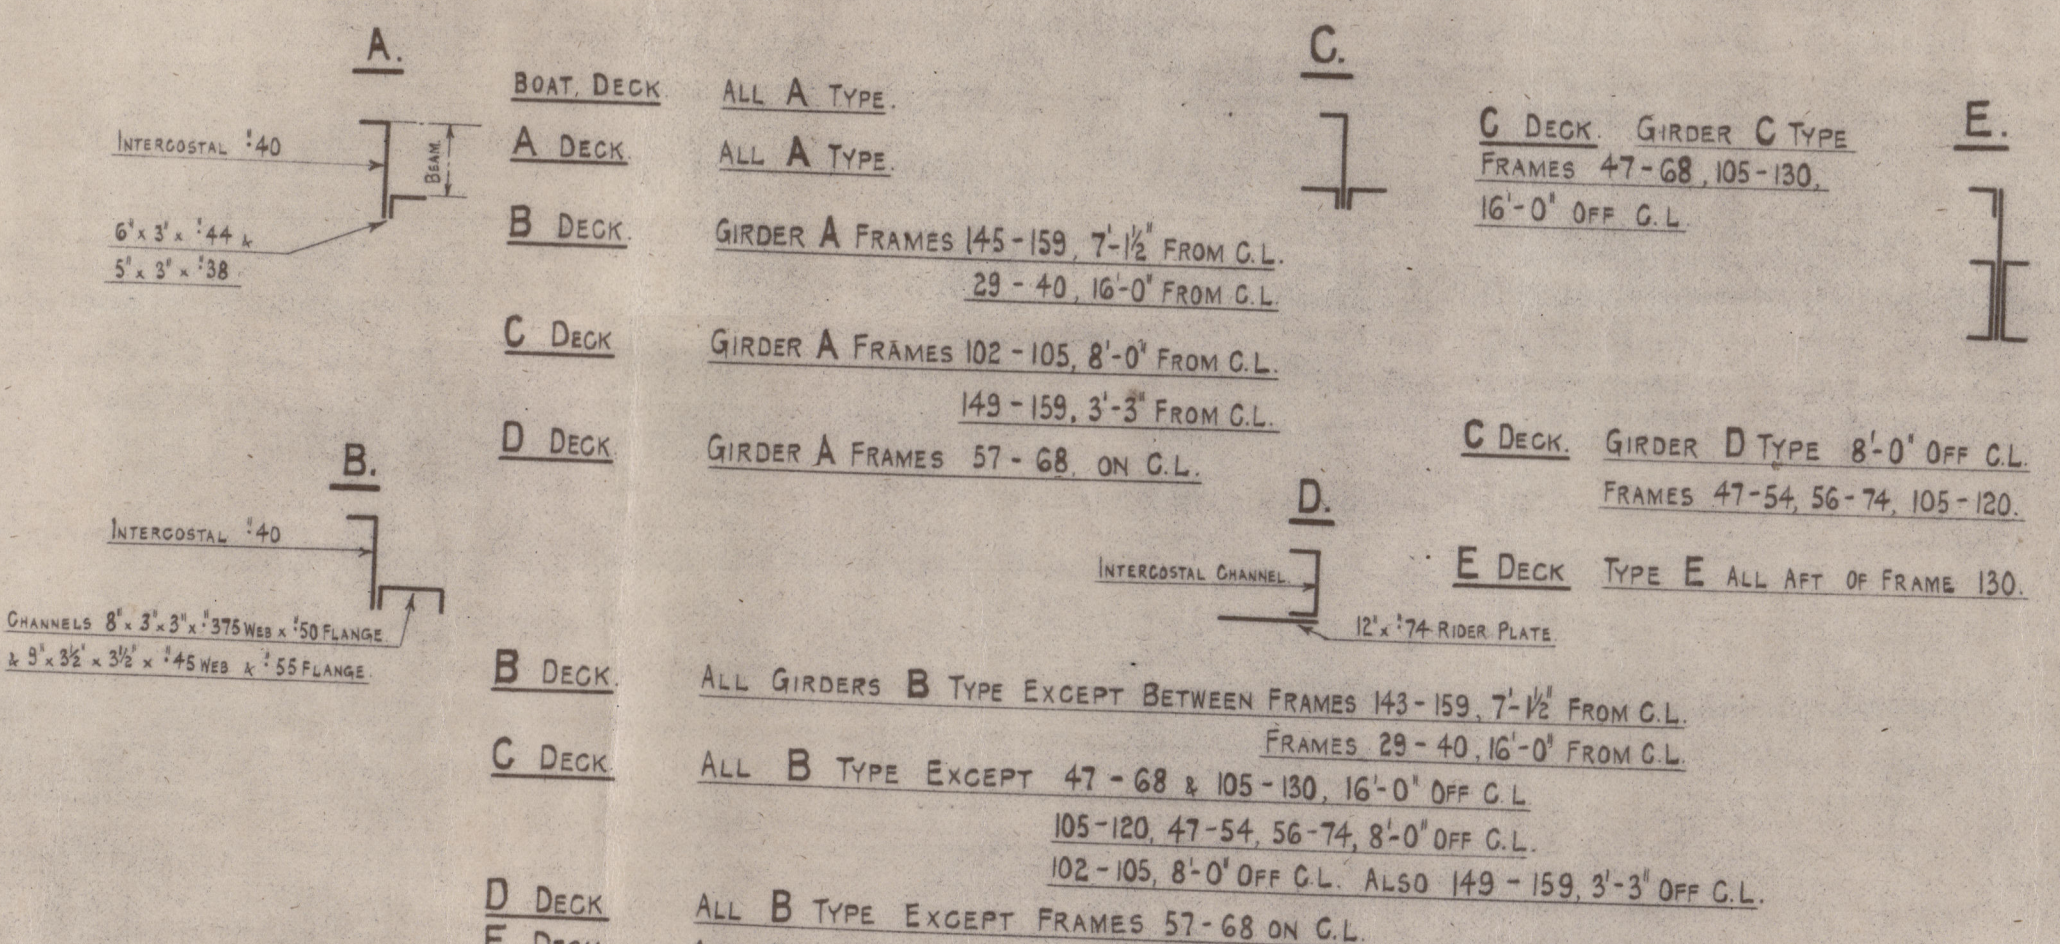 A.
BOAT. DECK. ALL A TYPE.
INTERCOSTAL ·"40
BEAM.
A DECK. ALL A TYPE.
6" x 3" x ·"44 &
5" x 3" x ·"38
B DECK. GIRDER A FRAMES 145-159, 7'-1½" FROM C.L.
29 - 40, 16'-0" FROM C.L.
C DECK GIRDER A FRAMES 102-105, 8'-0" FROM C.L.
149-159, 3'-3" FROM C.L.
D DECK GIRDER A FRAMES 57-68 ON C.L.
C.
C DECK. GIRDER C TYPE
FRAMES 47-68, 105-130,
16'-0" OFF C.L.
E.
B.
INTERCOSTAL ·"40
CHANNELS 8" x 3" x 3" x ·"375 WEB x ·"50 FLANGE
& 9" x 3½" x 3½" x ·"45 WEB & ·"55 FLANGE.
D.
INTERCOSTAL CHANNEL.
12" x ·"74 RIDER PLATE
C DECK. GIRDER D TYPE 8'-0" OFF C.L.
FRAMES 47-54, 56-74, 105-120.
E DECK TYPE E ALL AFT OF FRAME 130.
B DECK. ALL GIRDERS B TYPE EXCEPT BETWEEN FRAMES 143-159, 7'-1½" FROM C.L.
FRAMES 29-40, 16'-0" FROM C.L.
C DECK. ALL B TYPE EXCEPT 47-68 & 105-130, 16'-0" OFF C.L
105-120, 47-54, 56-74, 8'-0" OFF C.L.
102-105, 8'-0" OFF C.L. ALSO 149-159, 3'-3" OFF C.L.
D DECK ALL B TYPE EXCEPT FRAMES 57-68 ON C.L.
DECK